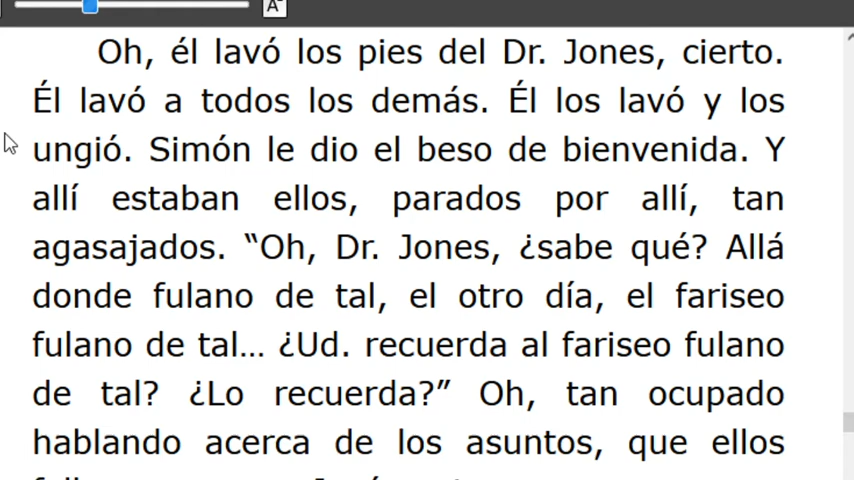 A
Oh, él lavó los pies del Dr. Jones, cierto.
Él lavó a todos los demás. Él los lavó y los
ungió. Simón le dio el beso de bienvenida. Y
allí estaban ellos, parados por allí, tan
agasajados. “Oh, Dr. Jones, ¿sabe qué? Allá
donde fulano de tal, el otro día, el fariseo
fulano de tal… ¿Ud. recuerda al fariseo fulano
de tal? ¿Lo recuerda?” Oh, tan ocupado
hablando acerca de los asuntos, que ellos